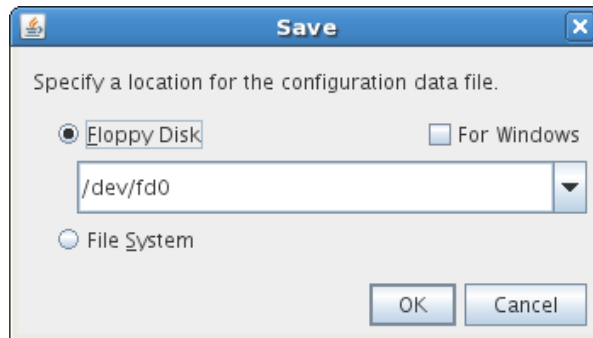 Save
Specify a location for the configuration data file.
Floppy Disk For Windows
/dev/fd0
File System
OK Cancel